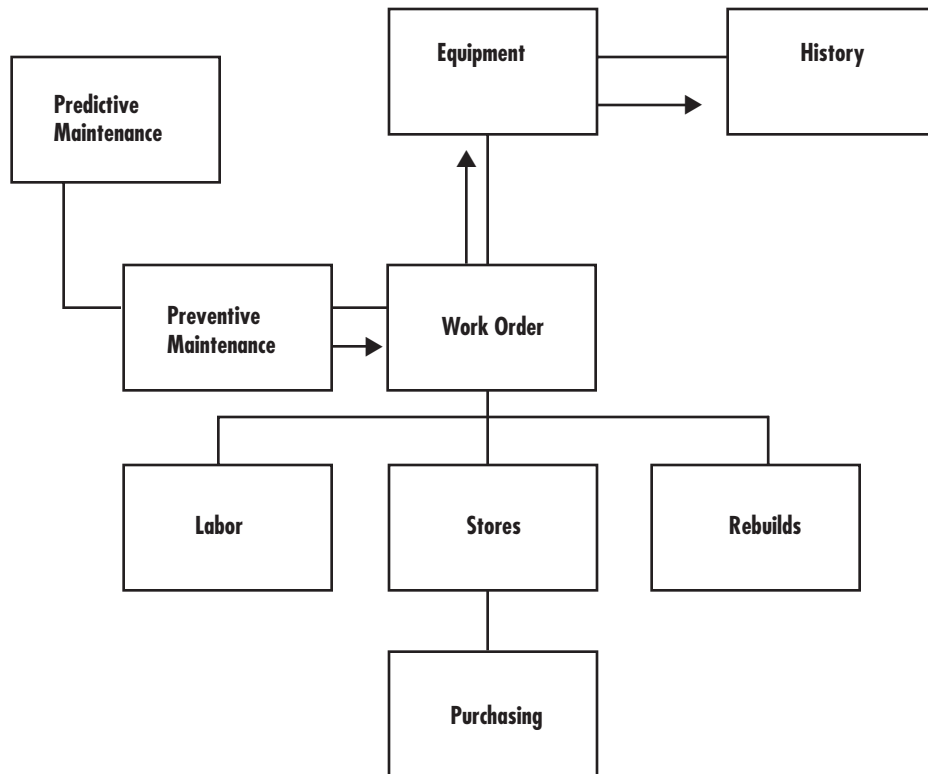 Equipment
History
Predictive
Maintenance
Preventive
Maintenance
Work Order
Labor
Stores
Rebuilds
Purchasing